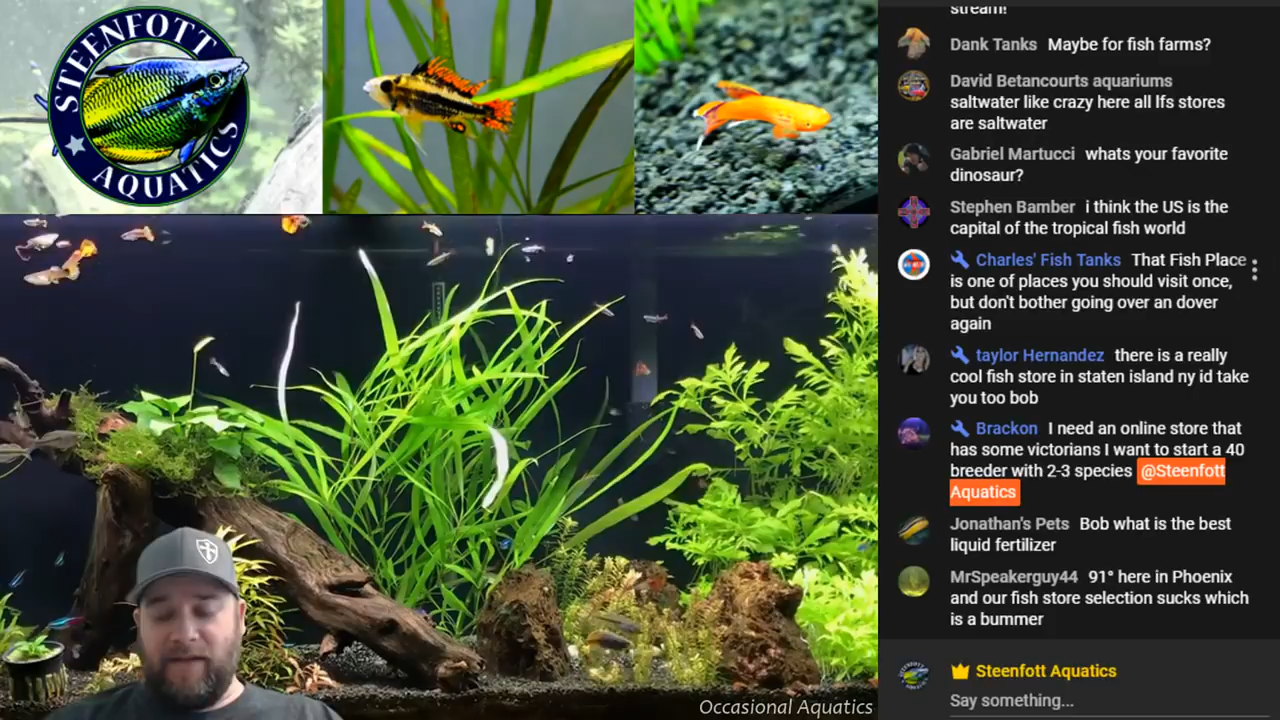 STEENFOTT
AQUATICS
Occasional Aquatics
stream!
Dank Tanks Maybe for fish farms?
David Betancourts aquariums
saltwater like crazy here all lfs stores
are saltwater
Gabriel Martucci whats your favorite
dinosaur?
Stephen Bamber i think the US is the
capital of the tropical fish world
Charles' Fish Tanks That Fish Place
is one of places you should visit once,
but don't bother going over an dover
again
taylor Hernandez there is a really
cool fish store in staten island ny id take
you too bob
Brackon I need an online store that
has some victorians I want to start a 40
breeder with 2-3 species @Steenfott
Aquatics
Jonathan's Pets Bob what is the best
liquid fertilizer
MrSpeakerguy44 91° here in Phoenix
and our fish store selection sucks which
is a bummer
Steenfott Aquatics
Say something...